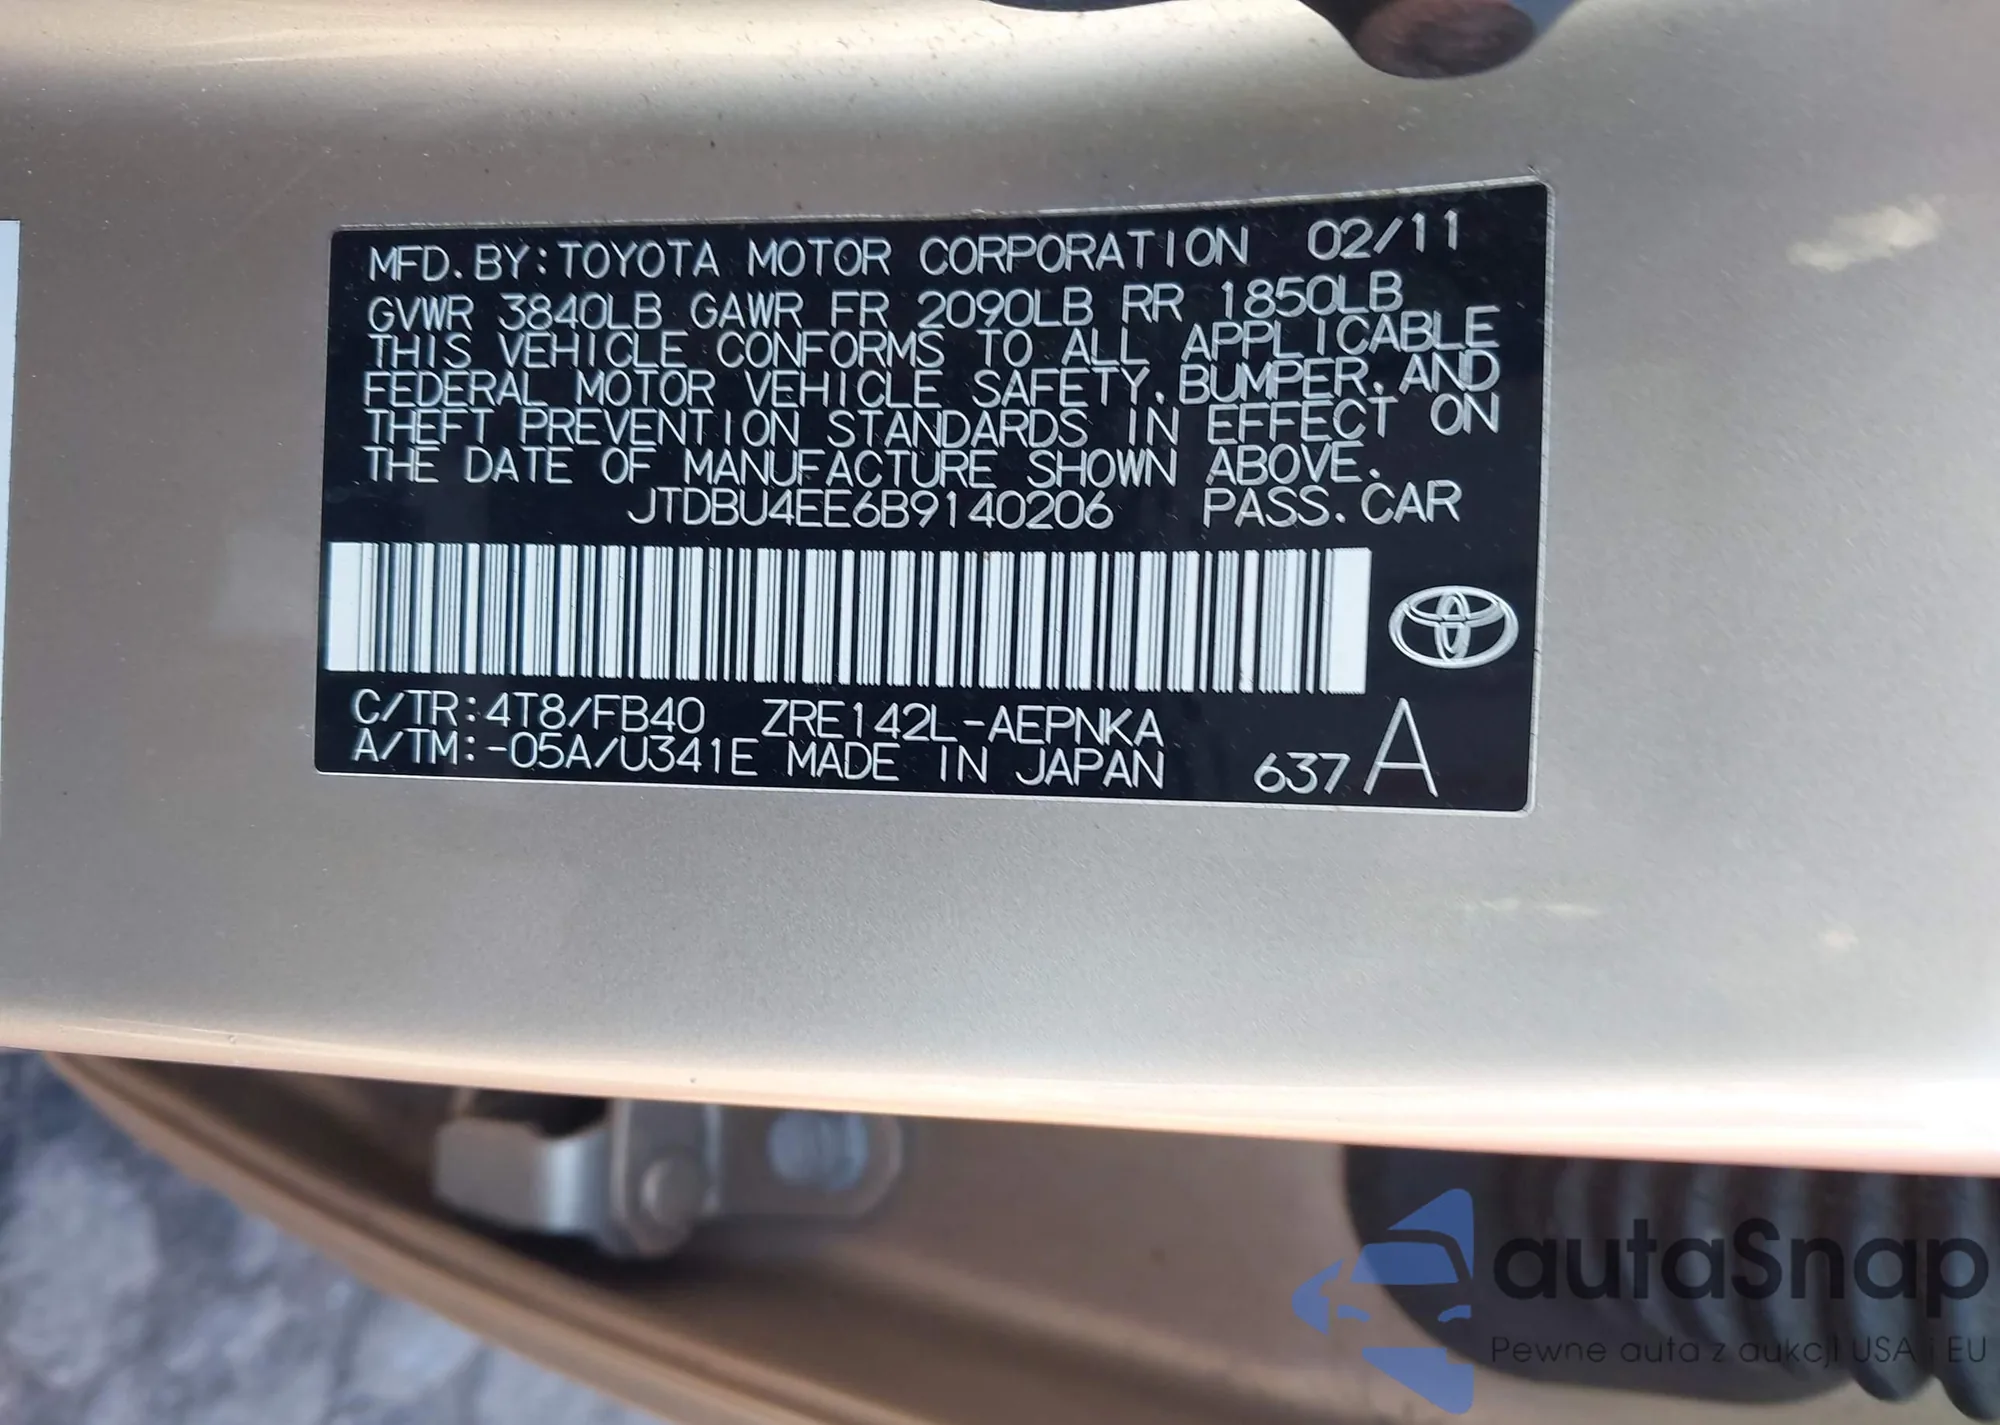 MFD.BY:TOYOTA MOTOR CORPORATION 02/11
GVWR 3840LB GAWR FR 2090LB RR 1850LB
THIS VEHICLE CONFORMS TO ALL APPLICABLE
FEDERAL MOTOR VEHICLE SAFETY,BUMPER,AND
THEFT PREVENTION STANDARDS IN EFFECT ON
THE DATE OF MANUFACTURE SHOWN ABOVE.
JTDBU4EE6B9140206 PASS.CAR
C/TR:4T8/FB40 ZRE142L-AEPNKA
A/TM:-05A/U341E MADE IN JAPAN 637 A
autaSnap
Pewne auta z aukcji USA i EU